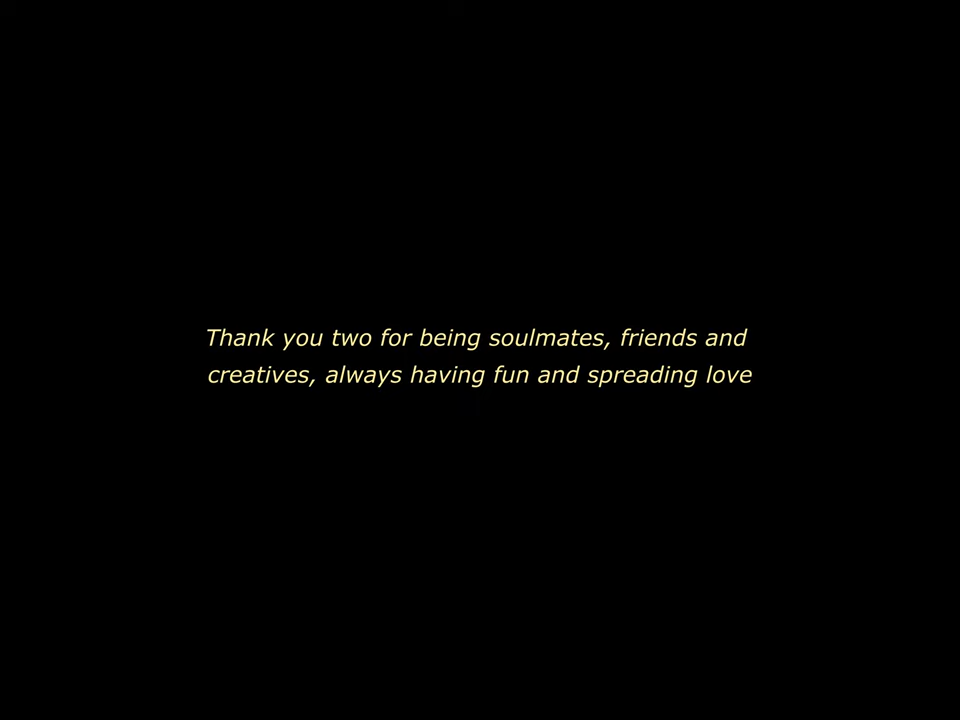 Thank you two for being soulmates, friends and
creatives, always having fun and spreading love